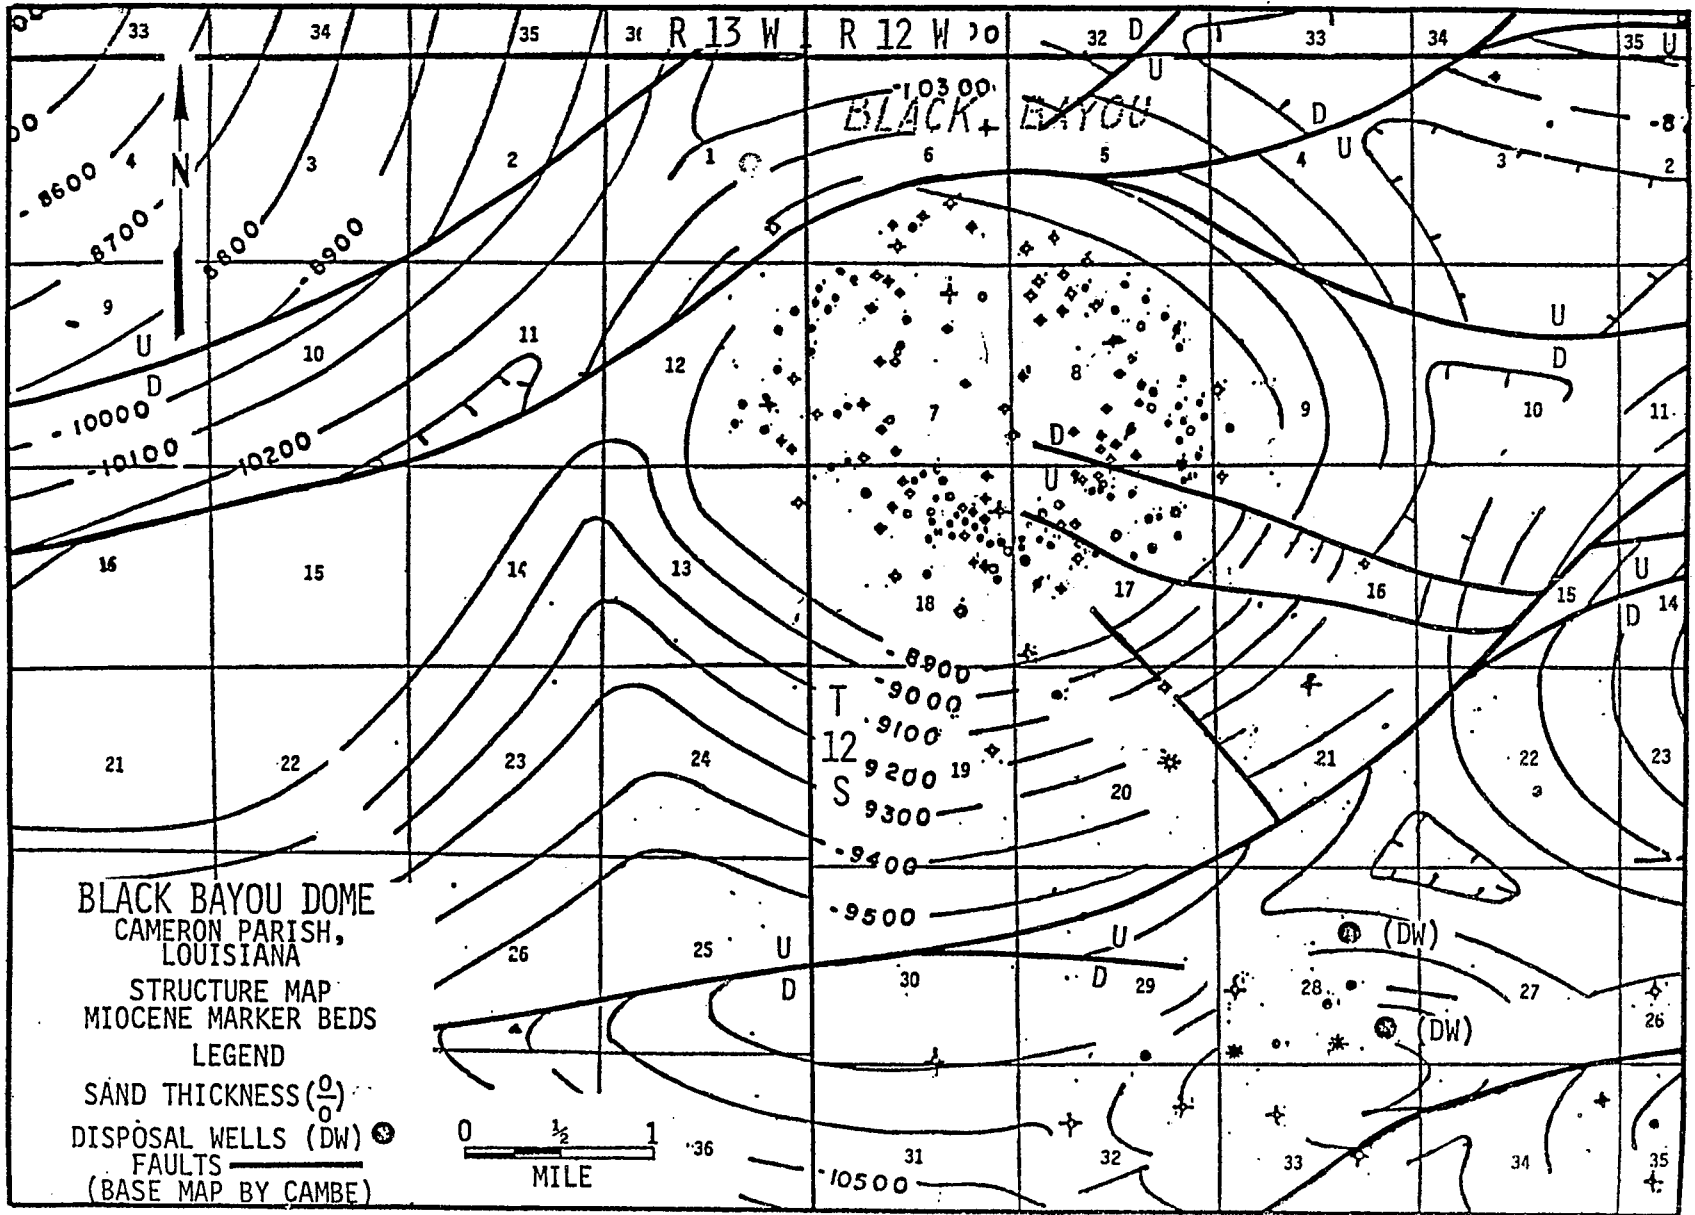 33 34 35 36 R 13 W R 12 W 32 D 33 34 35 U
U
-10300
BLACK BAYOU
D
-8
4 3 2 1 6 5 4 U 3 2
N
-8600
-8700
-8800
-8900
9 10 11 12 7 8 9 10 11
U
D
U
D
-10000
-10100
-10200
D
U
16 15 14 13 18 17 16 15 14
U
D
-8900
-9000
-9100
9200
9300
-9400
-9500
T
12
S
21 22 23 24 19 20 21 22 23
26 25 30 29 28 27 26
U
D
U
D
(DW)
(DW)
BLACK BAYOU DOME
CAMERON PARISH,
LOUISIANA
STRUCTURE MAP
MIOCENE MARKER BEDS
LEGEND
SAND THICKNESS (0/0)
DISPOSAL WELLS (DW)
FAULTS
(BASE MAP BY CAMBE)
0 ½ 1
MILE
36 31 32 33 34 35
-10500